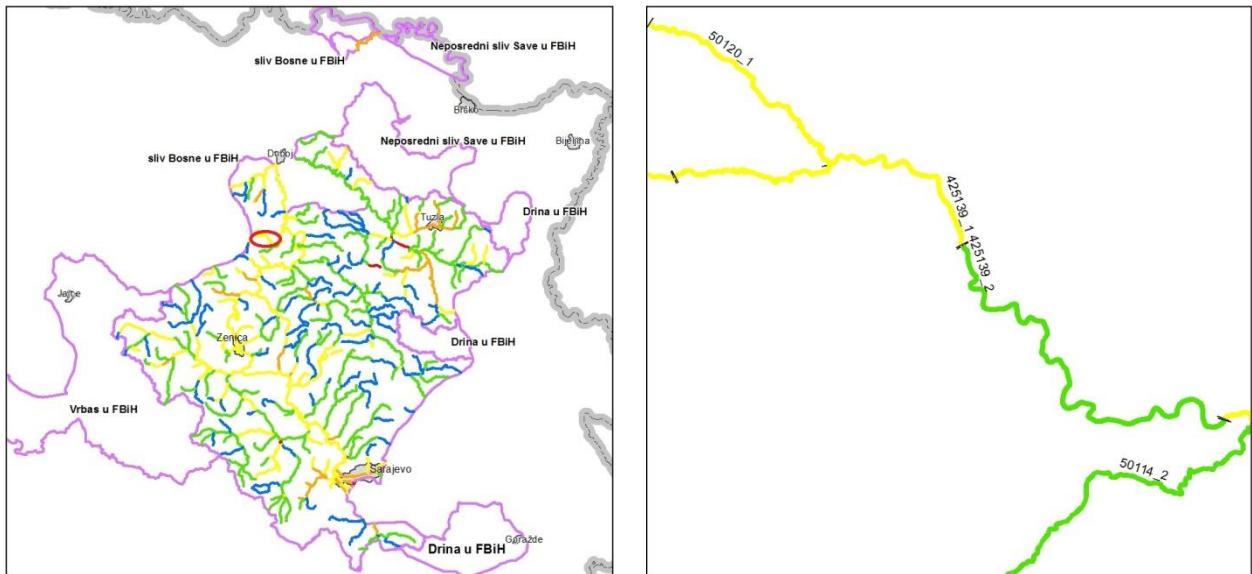 Neposredni sliv Save u FBiH
sliv Bosne u FBiH
Brčko
Neposredni sliv Save u FBiH
Bijeljina
sliv Bosne u FBiH
Doboj
Drina u FBiH
Tuzla
Jajce
Zenica
Drina u FBiH
Vrbas u FBiH
Sarajevo
Goražde
Drina u FBiH
50120_1
425139_1
425139_2
50114_2